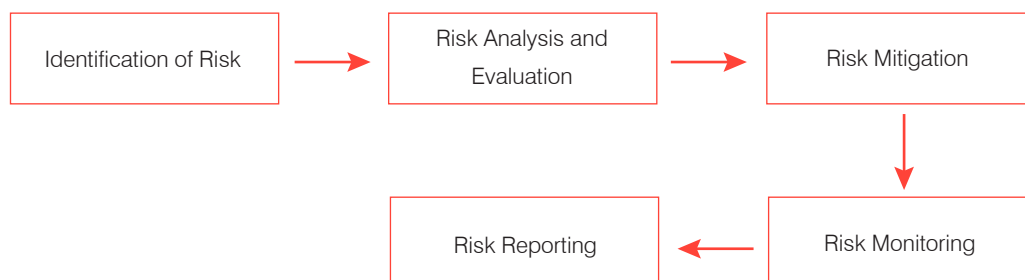 Identification of Risk
Risk Analysis and
Evaluation
Risk Mitigation
Risk Monitoring
Risk Reporting